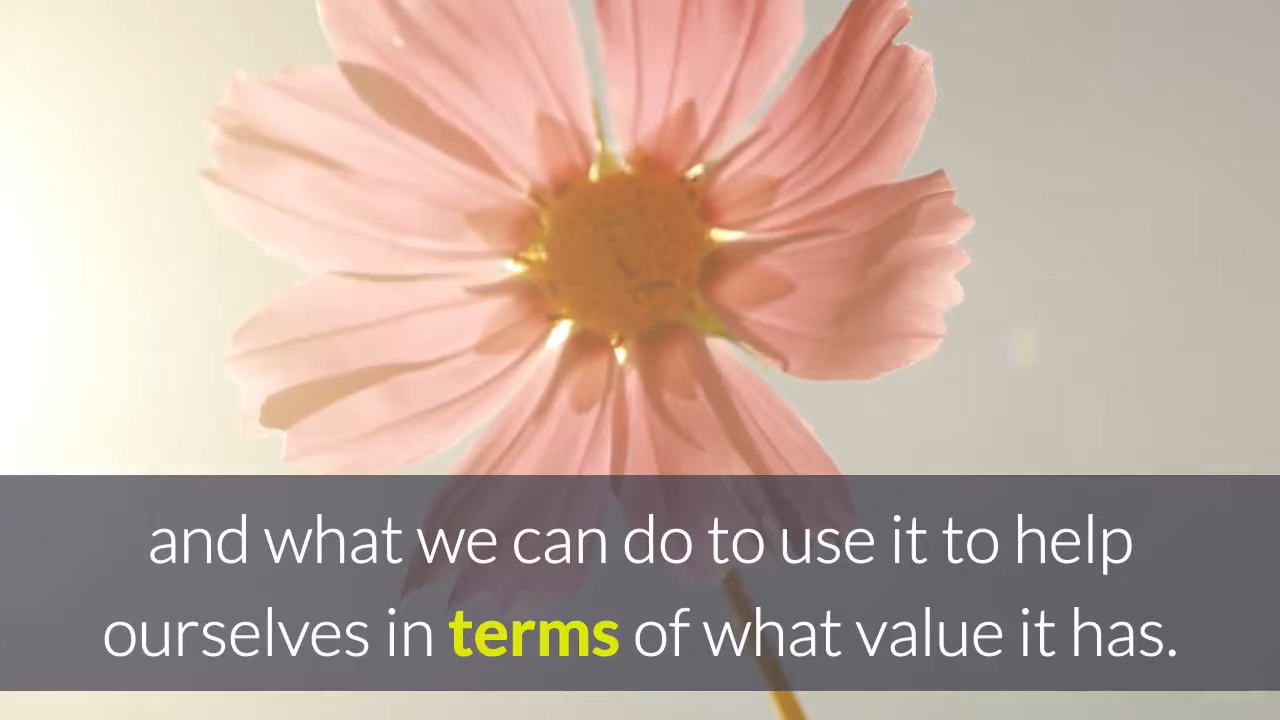 and what we can do to use it to help
ourselves in terms of what value it has.